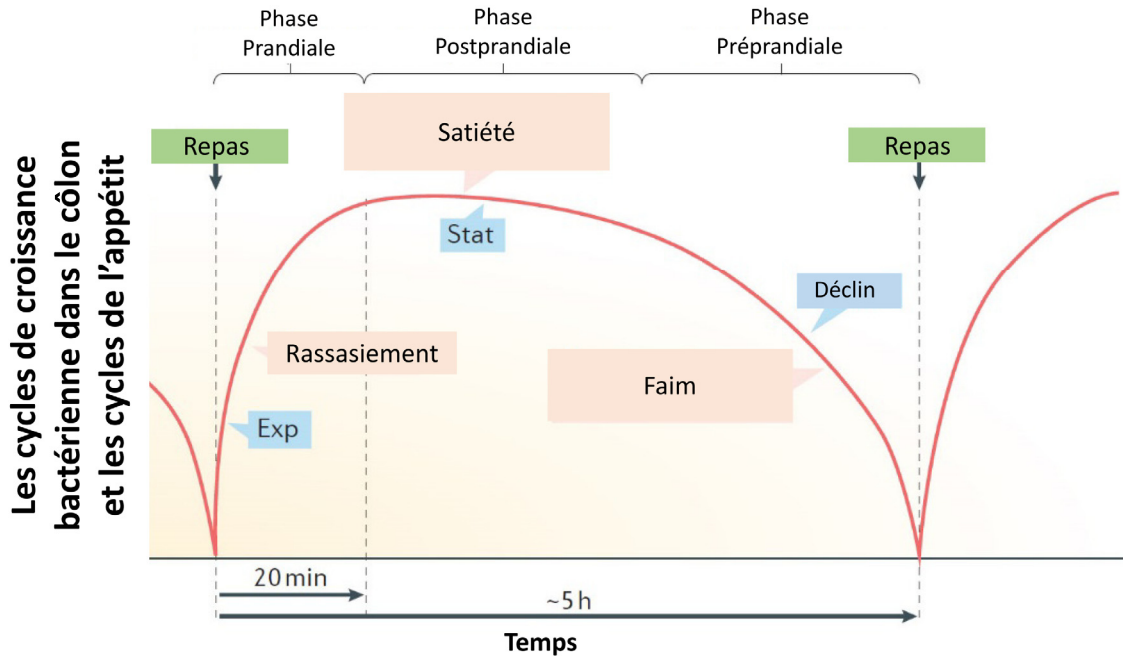 Phase
Prandiale
Phase
Postprandiale
Phase
Préprandiale
Les cycles de croissance
bactérienne dans le côlon
et les cycles de l’appétit
Repas
Satiété
Repas
Stat
Déclin
Rassasiement
Faim
Exp
20 min
~5 h
Temps